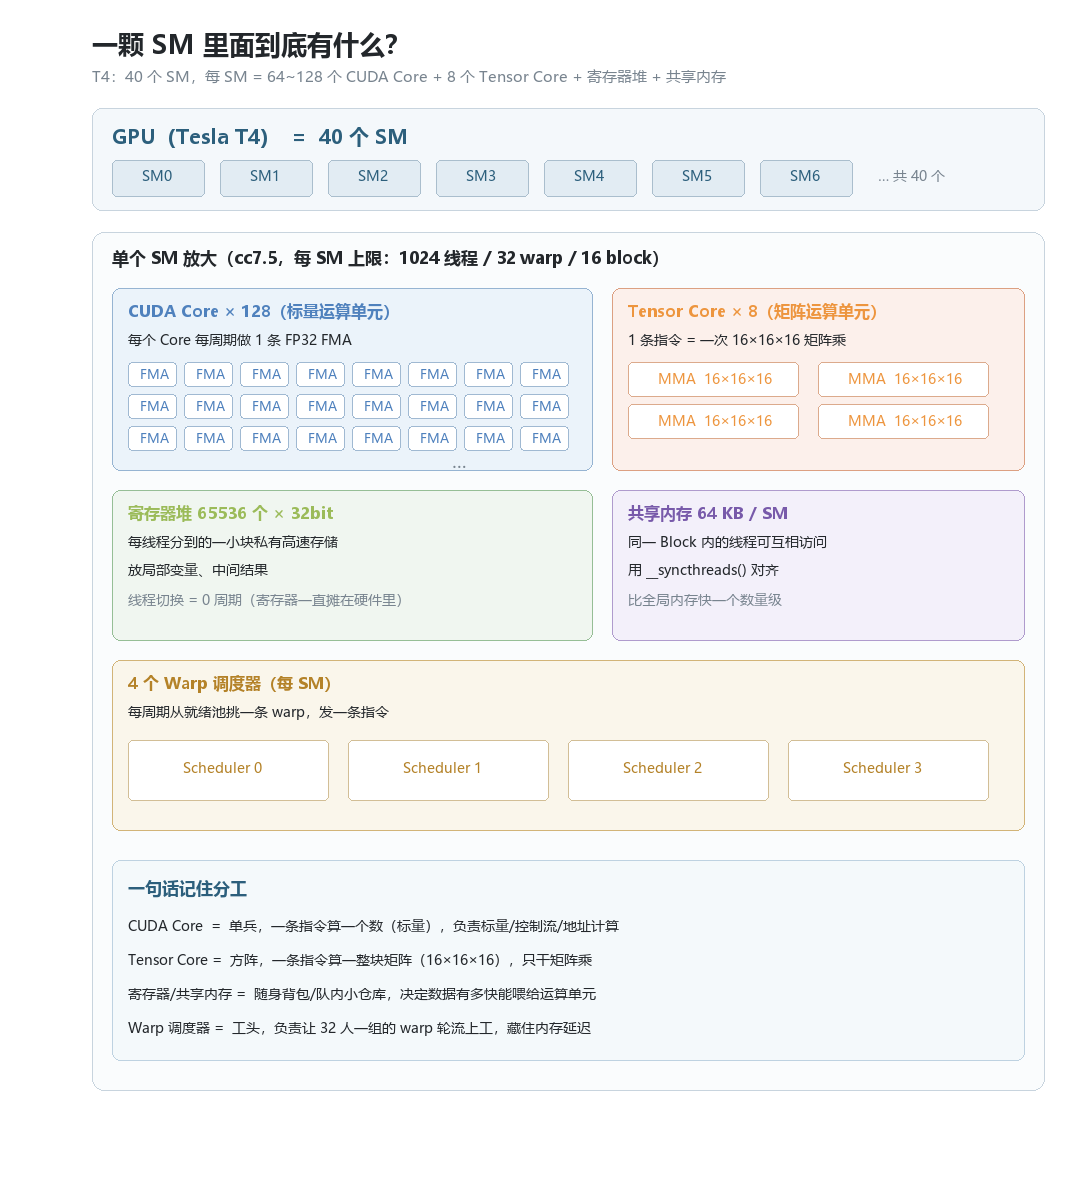 一颗 SM 里面到底有什么?
T4：40 个 SM，每 SM = 64~128 个 CUDA Core + 8 个 Tensor Core + 寄存器堆 + 共享内存
GPU (Tesla T4) = 40 个 SM
SM0 SM1 SM2 SM3 SM4 SM5 SM6 ... 共 40 个
单个 SM 放大（cc7.5，每 SM 上限：1024 线程 / 32 warp / 16 block）
CUDA Core × 128（标量运算单元）
每个 Core 每周期做 1 条 FP32 FMA
FMA FMA FMA FMA FMA FMA FMA FMA
FMA FMA FMA FMA FMA FMA FMA FMA
FMA FMA FMA FMA FMA FMA FMA FMA
...
Tensor Core × 8（矩阵运算单元）
1 条指令 = 一次 16×16×16 矩阵乘
MMA 16×16×16 MMA 16×16×16
MMA 16×16×16 MMA 16×16×16
寄存器堆 65536 个 × 32bit
每线程分到的一小块私有高速存储
放局部变量、中间结果
线程切换 = 0 周期（寄存器一直摊在硬件里）
共享内存 64 KB / SM
同一 Block 内的线程可互相访问
用 __syncthreads() 对齐
比全局内存快一个数量级
4 个 Warp 调度器（每 SM）
每周期从就绪池挑一条 warp，发一条指令
Scheduler 0 Scheduler 1 Scheduler 2 Scheduler 3
一句话记住分工
CUDA Core = 单兵，一条指令算一个数（标量），负责标量/控制流/地址计算
Tensor Core = 方阵，一条指令算一整块矩阵（16×16×16），只干矩阵乘
寄存器/共享内存 = 随身背包/队内小仓库，决定数据有多快能喂给运算单元
Warp 调度器 = 工头，负责让 32 人一组的 warp 轮流上工，藏住内存延迟